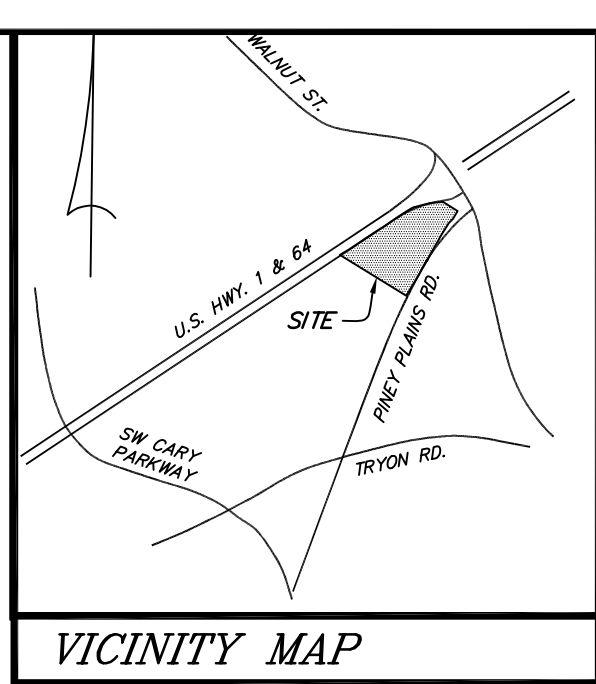 WALNUT ST.
U.S. HWY. 1 & 64
SITE
PINEY PLAINS RD.
SW CARY
PARKWAY
TRYON RD.
VICINITY MAP